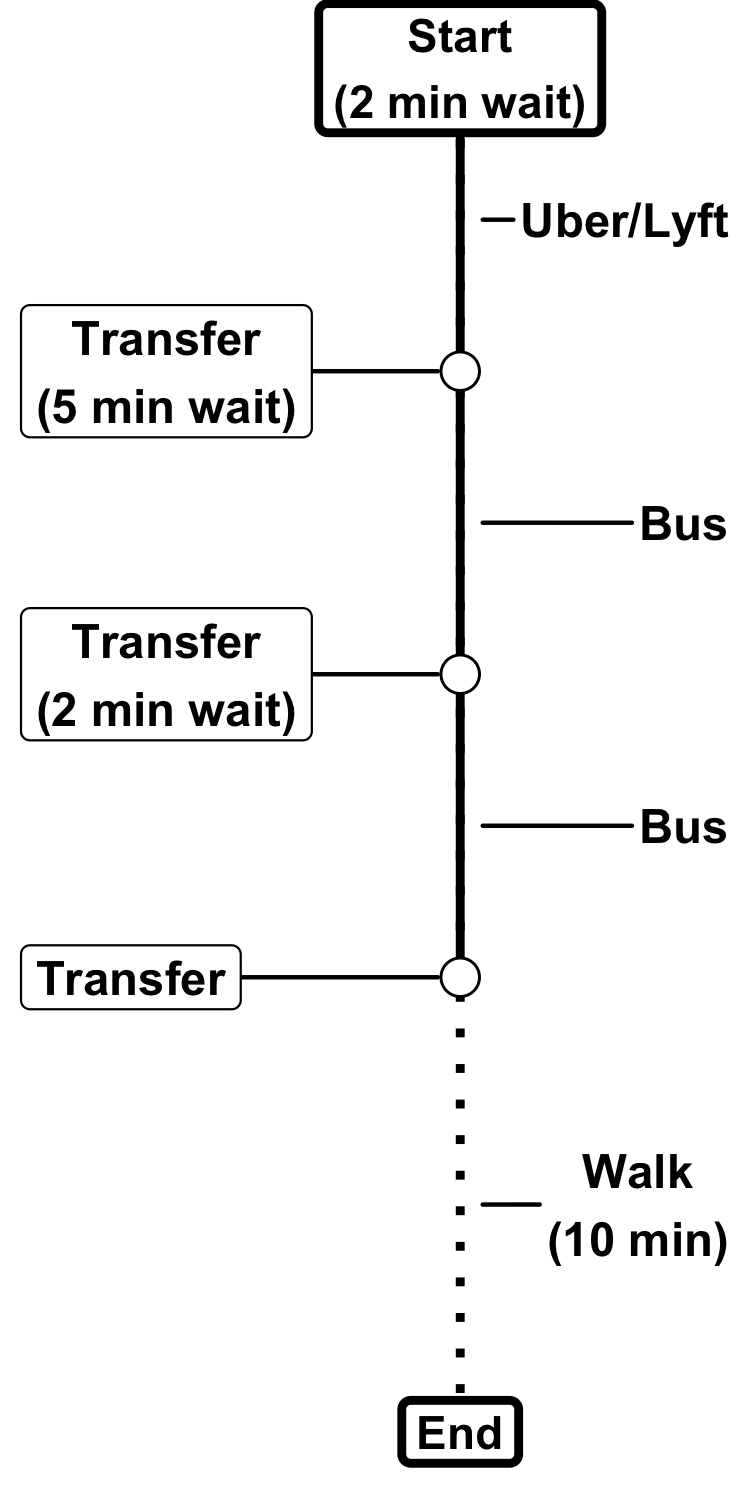 Start
(2 min wait)
Uber/Lyft
Transfer
(5 min wait)
Bus
Transfer
(2 min wait)
Bus
Transfer
Walk
(10 min)
End